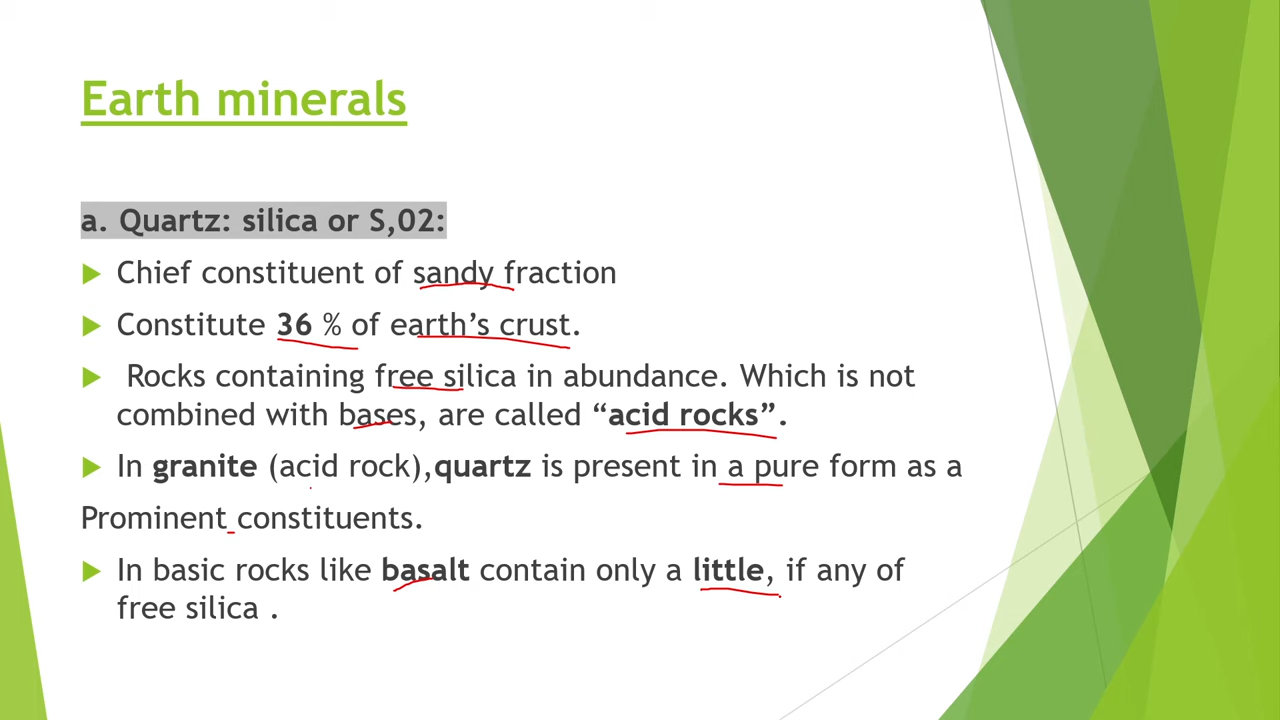 Earth minerals
a. Quartz: silica or S,02:
Chief constituent of sandy fraction
Constitute 36 % of earth's crust.
Rocks containing free silica in abundance. Which is not
combined with bases, are called “acid rocks”.
In granite (acid rock),quartz is present in a pure form as a
Prominent constituents.
In basic rocks like basalt contain only a little, if any of
free silica .